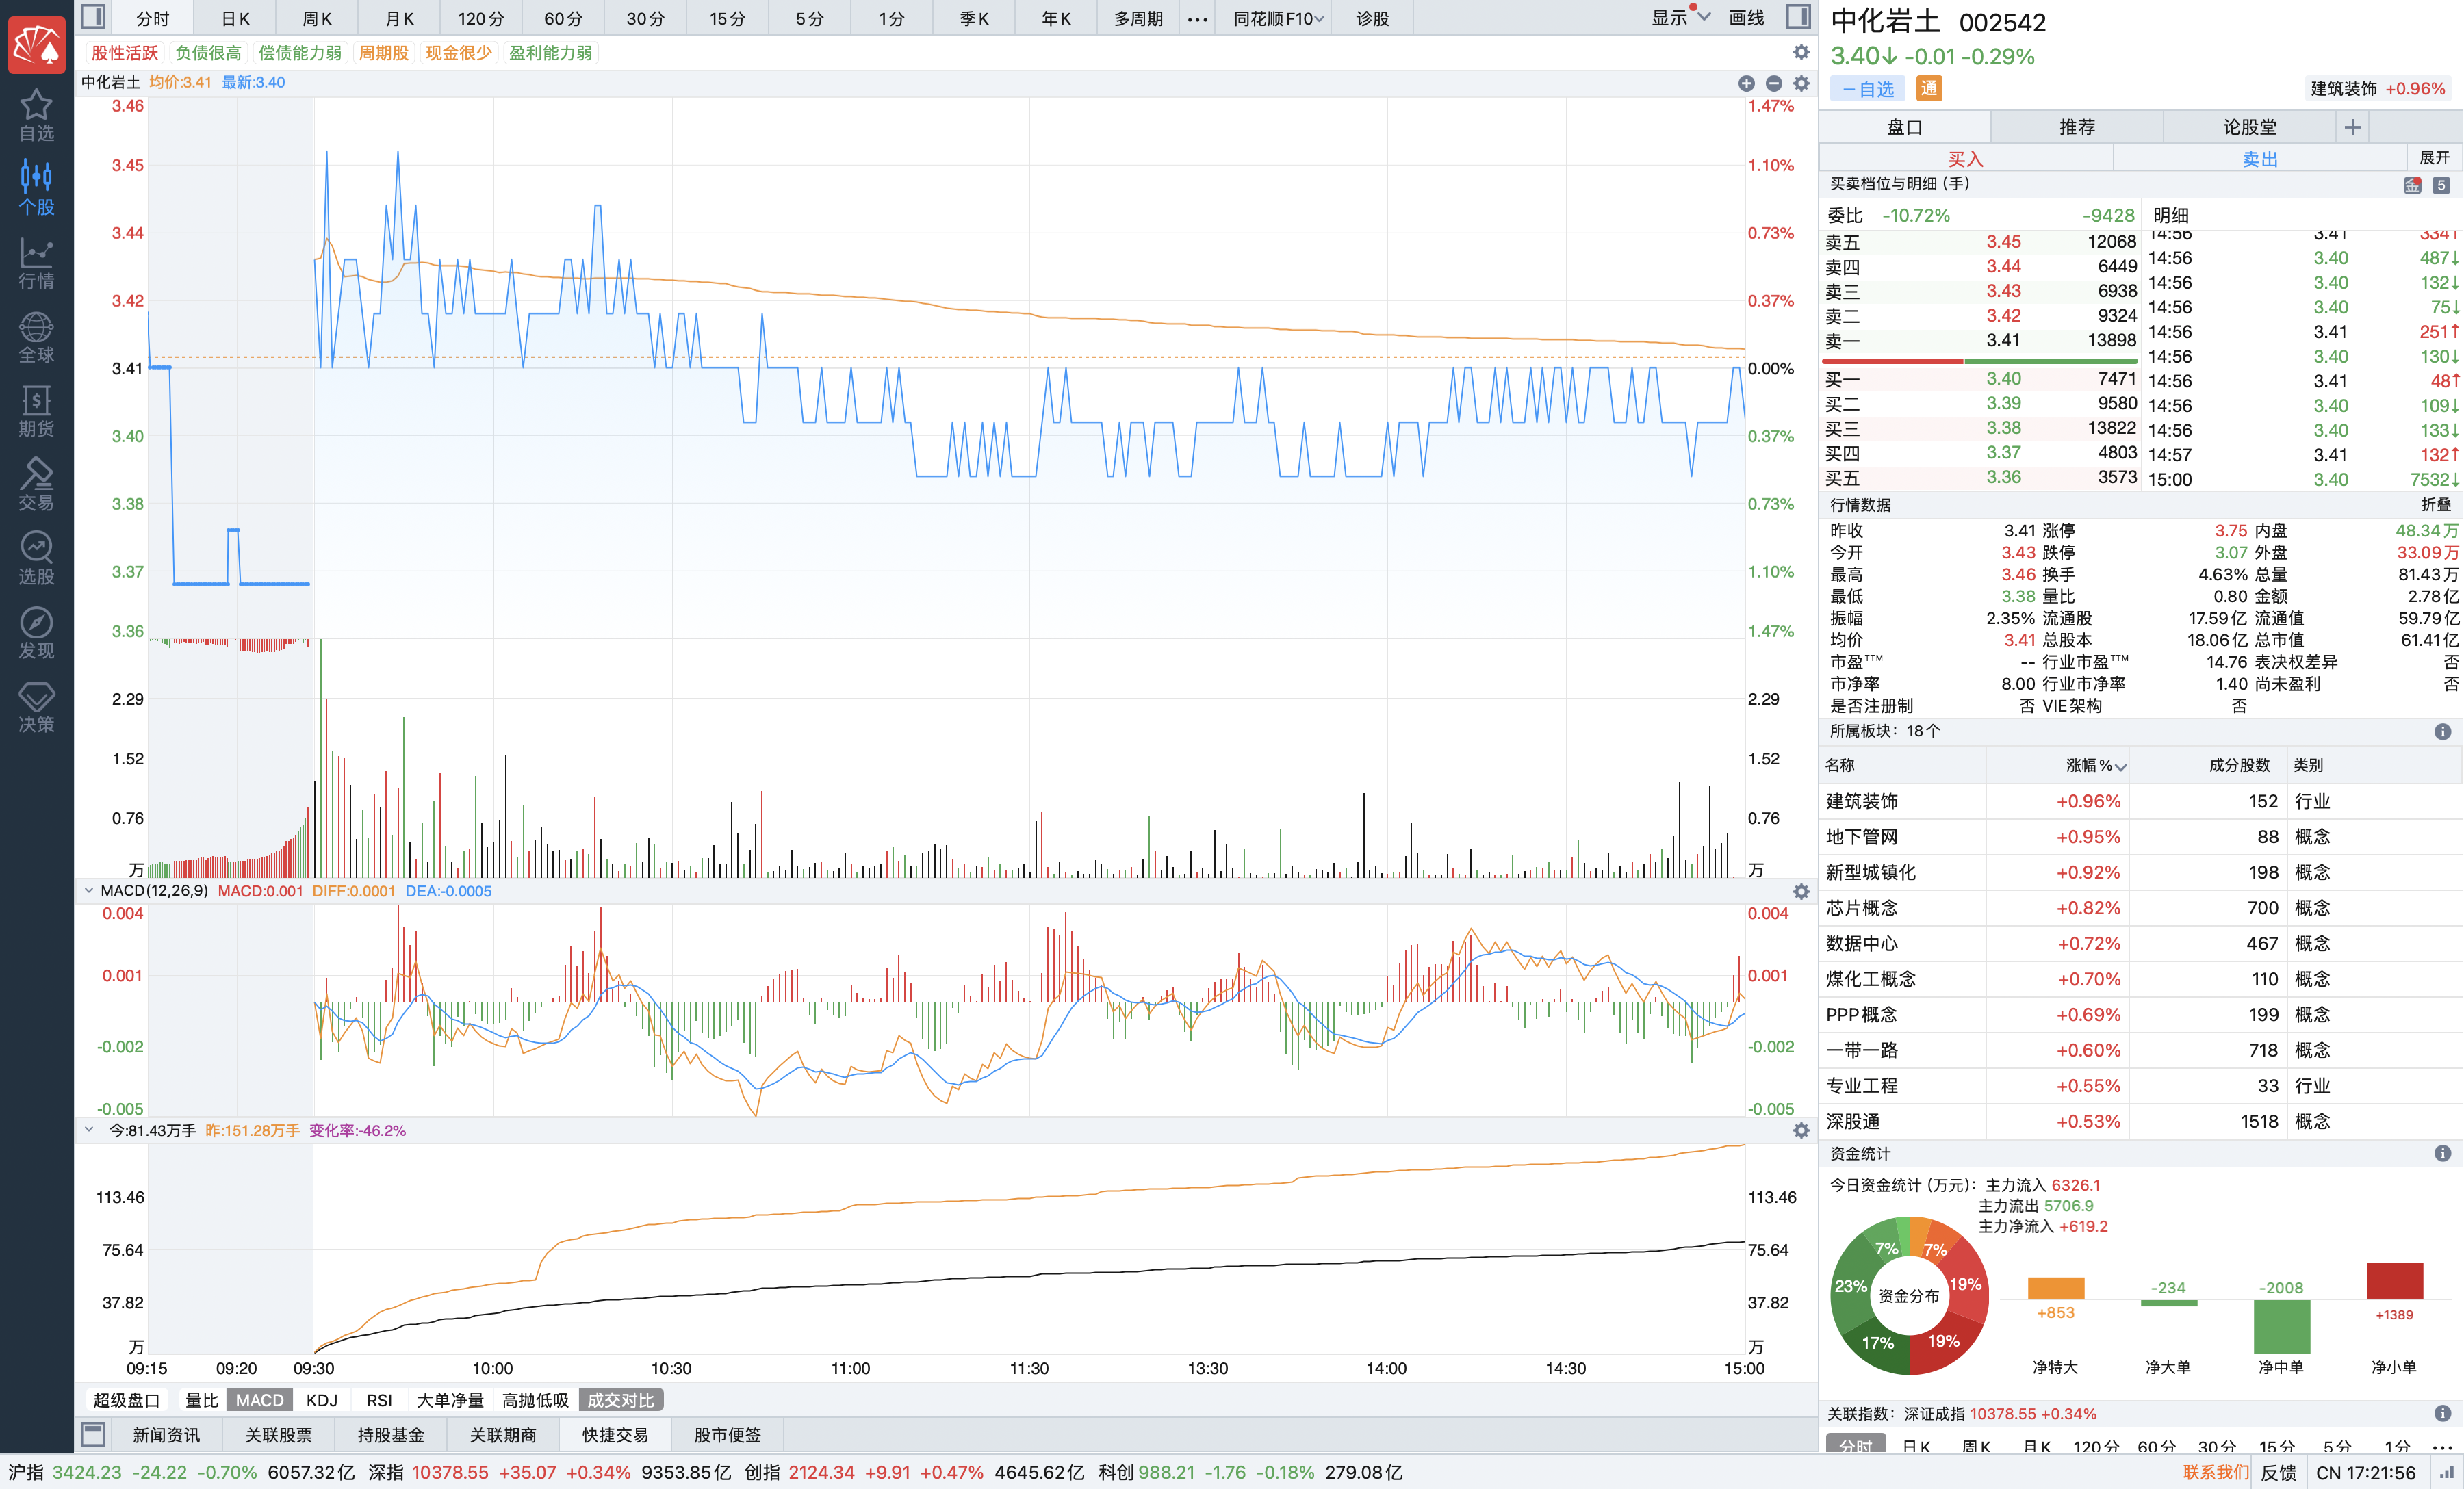 分时 日K 周K 月K 120分 60分 30分 15分 5分 1分 季K 年K 多周期 ··· 同花顺F10 诊股 显示 画线
股性活跃 负债很高 偿债能力弱 周期股 现金很少 盈利能力弱
中化岩土 均价:3.41 最新:3.40
自选
个股
行情
全球
期货
交易
选股
发现
决策
3.46 1.47%
3.45 1.10%
3.44 0.73%
3.42 0.37%
3.41 0.00%
3.40 0.37%
3.38 0.73%
3.37 1.10%
3.36 1.47%
2.29 2.29
1.52 1.52
0.76 0.76
万 万
MACD(12,26,9) MACD:0.001 DIFF:0.0001 DEA:-0.0005
0.004 0.004
0.001 0.001
-0.002 -0.002
-0.005 -0.005
今:81.43万手 昨:151.28万手 变化率:-46.2%
113.46 113.46
75.64 75.64
37.82 37.82
万 万
09:15 09:20 09:30 10:00 10:30 11:00 11:30 13:30 14:00 14:30 15:00
超级盘口 量比 MACD KDJ RSI 大单净量 高抛低吸 成交对比
新闻资讯 关联股票 持股基金 关联期商 快捷交易 股市便签
中化岩土 002542
3.40↓ -0.01 -0.29%
－自选 通 建筑装饰 +0.96%
盘口 推荐 论股堂 +
买入 卖出 展开
买卖档位与明细 (手) 金 5
委比 -10.72% -9428 明细
卖五 3.45 12068
卖四 3.44 6449
卖三 3.43 6938
卖二 3.42 9324
卖一 3.41 13898
买一 3.40 7471
买二 3.39 9580
买三 3.38 13822
买四 3.37 4803
买五 3.36 3573
14:56 3.41 334↑
14:56 3.40 487↓
14:56 3.40 132↓
14:56 3.40 75↓
14:56 3.41 251↑
14:56 3.40 130↓
14:56 3.41 48↑
14:56 3.40 109↓
14:56 3.40 133↓
14:57 3.41 132↑
15:00 3.40 7532↓
行情数据 折叠
昨收 3.41 涨停 3.75 内盘 48.34万
今开 3.43 跌停 3.07 外盘 33.09万
最高 3.46 换手 4.63% 总量 81.43万
最低 3.38 量比 0.80 金额 2.78亿
振幅 2.35% 流通股 17.59亿 流通值 59.79亿
均价 3.41 总股本 18.06亿 总市值 61.41亿
市盈TTM -- 行业市盈TTM 14.76 表决权差异 否
市净率 8.00 行业市净率 1.40 尚未盈利 否
是否注册制 否 VIE架构 否
所属板块：18个
名称 涨幅% 成分股数 类别
建筑装饰 +0.96% 152 行业
地下管网 +0.95% 88 概念
新型城镇化 +0.92% 198 概念
芯片概念 +0.82% 700 概念
数据中心 +0.72% 467 概念
煤化工概念 +0.70% 110 概念
PPP概念 +0.69% 199 概念
一带一路 +0.60% 718 概念
专业工程 +0.55% 33 行业
深股通 +0.53% 1518 概念
资金统计
今日资金统计 (万元)：主力流入 6326.1
主力流出 5706.9
主力净流入 +619.2
7% 7%
23% 19%
资金分布
17% 19%
+853 -234 -2008 +1389
净特大 净大单 净中单 净小单
关联指数：深证成指 10378.55 +0.34%
分时 日K 周K 月K 120分 60分 30分 15分 5分 1分 ···
沪指 3424.23 -24.22 -0.70% 6057.32亿 深指 10378.55 +35.07 +0.34% 9353.85亿 创指 2124.34 +9.91 +0.47% 4645.62亿 科创 988.21 -1.76 -0.18% 279.08亿 联系我们 反馈 CN 17:21:56